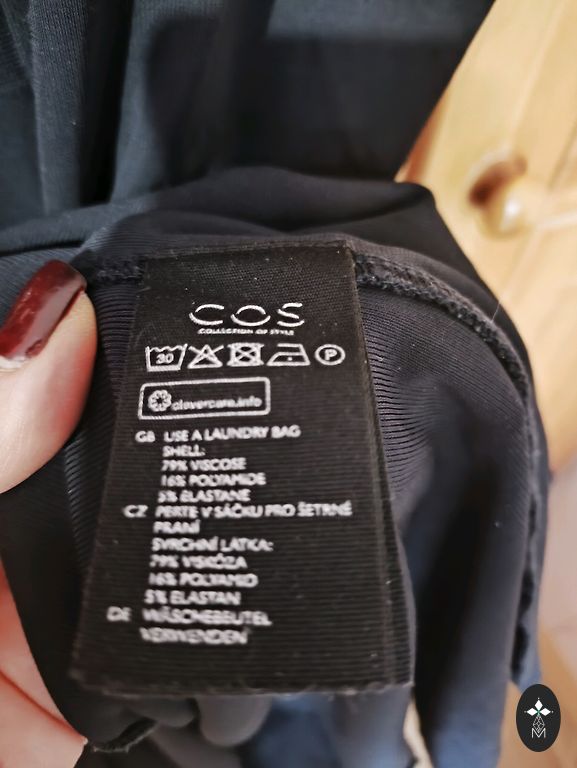 COS
COLLECTION OF STYLE
30 P
clevercare.info
GB USE A LAUNDRY BAG
SHELL:
79% VISCOSE
16% POLYAMIDE
5% ELASTANE
CZ PERTE V SÁČKU PRO ŠETRNÉ
PRANÍ
SVRCHNÍ LÁTKA:
79% VISKÓZA
16% POLYAMID
5% ELASTAN
DE WÄSCHEBEUTEL
VERWENDEN
M